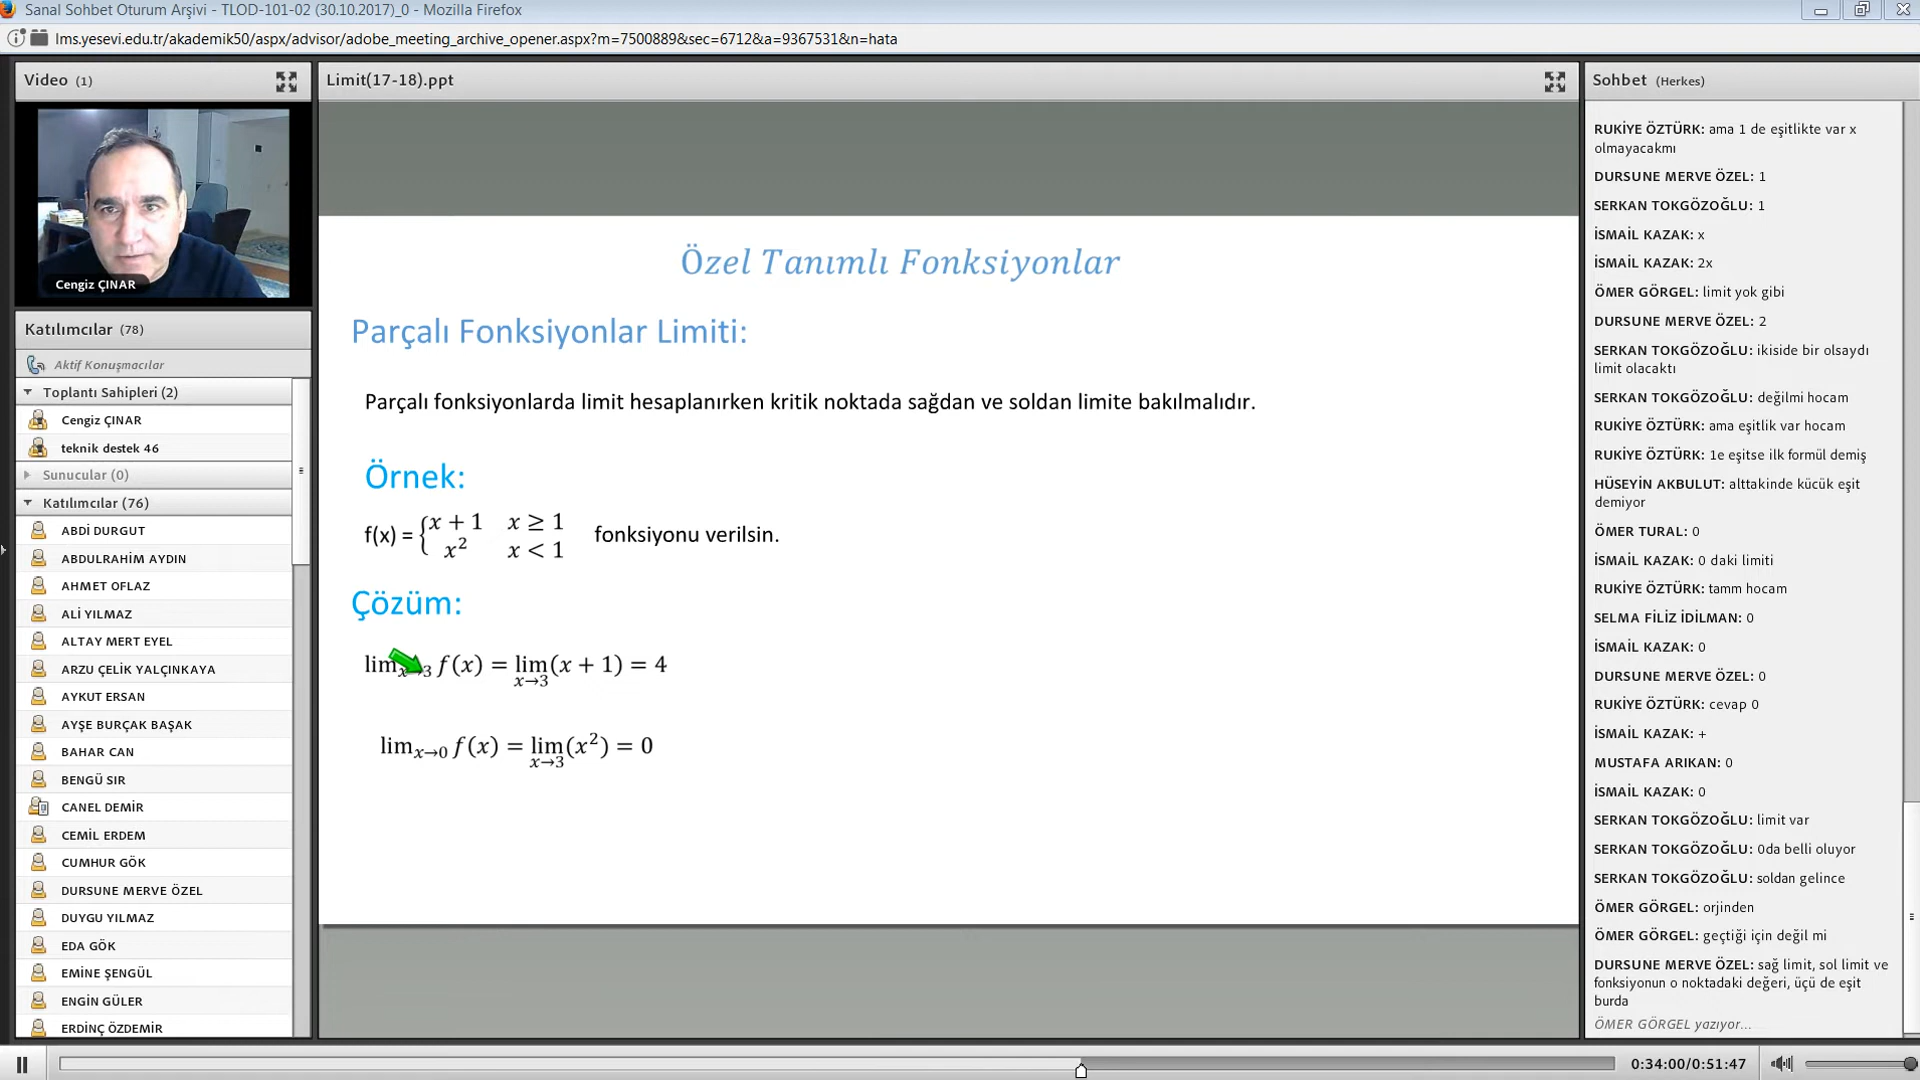 Sanal Sohbet Oturum Arşivi - TLOD-101-02 (30.10.2017)_0 - Mozilla Firefox
lms.yesevi.edu.tr/akademik50/aspx/advisor/adobe_meeting_archive_opener.aspx?m=7500889&sec=6712&a=9367531&n=hata
Video (1)
Cengiz ÇINAR
Katılımcılar (78)
Aktif Konuşmacılar
Toplantı Sahipleri (2)
Cengiz ÇINAR
teknik destek 46
Sunucular (0)
Katılımcılar (76)
ABDİ DURGUT
ABDULRAHİM AYDIN
AHMET OFLAZ
ALİ YILMAZ
ALTAY MERT EYEL
ARZU ÇELİK YALÇINKAYA
AYKUT ERSAN
AYŞE BURÇAK BAŞAK
BAHAR CAN
BENGÜ SIR
CANEL DEMİR
CEMİL ERDEM
CUMHUR GÖK
DURSUNE MERVE ÖZEL
DUYGU YILMAZ
EDA GÖK
EMİNE ŞENGÜL
ENGİN GÜLER
ERDİNÇ ÖZDEMİR
Limit(17-18).ppt
Özel Tanımlı Fonksiyonlar
Parçalı Fonksiyonlar Limiti:
Parçalı fonksiyonlarda limit hesaplanırken kritik noktada sağdan ve soldan limite bakılmalıdır.
Örnek:
f(x) = { x + 1 x ≥ 1
x² x < 1 fonksiyonu verilsin.
Çözüm:
lim x→3 f(x) = lim x→3 (x + 1) = 4
lim x→0 f(x) = lim x→3 (x²) = 0
Sohbet (Herkes)
RUKİYE ÖZTÜRK: ama 1 de eşitlikte var x
olmayacakmı
DURSUNE MERVE ÖZEL: 1
SERKAN TOKGÖZOĞLU: 1
İSMAİL KAZAK: x
İSMAİL KAZAK: 2x
ÖMER GÖRGEL: limit yok gibi
DURSUNE MERVE ÖZEL: 2
SERKAN TOKGÖZOĞLU: ikiside bir olsaydı
limit olacaktı
SERKAN TOKGÖZOĞLU: değilmi hocam
RUKİYE ÖZTÜRK: ama eşitlik var hocam
RUKİYE ÖZTÜRK: 1e eşitse ilk formül demiş
HÜSEYİN AKBULUT: alttakinde kücük eşit
demiyor
ÖMER TURAL: 0
İSMAİL KAZAK: 0 daki limiti
RUKİYE ÖZTÜRK: tamm hocam
SELMA FİLİZ İDİLMAN: 0
İSMAİL KAZAK: 0
DURSUNE MERVE ÖZEL: 0
RUKİYE ÖZTÜRK: cevap 0
İSMAİL KAZAK: +
MUSTAFA ARIKAN: 0
İSMAİL KAZAK: 0
SERKAN TOKGÖZOĞLU: limit var
SERKAN TOKGÖZOĞLU: 0da belli oluyor
SERKAN TOKGÖZOĞLU: soldan gelince
ÖMER GÖRGEL: orjinden
ÖMER GÖRGEL: geçtiği için değil mi
DURSUNE MERVE ÖZEL: sağ limit, sol limit ve
fonksiyonun o noktadaki değeri, üçü de eşit
burda
ÖMER GÖRGEL yazıyor...
0:34:00/0:51:47